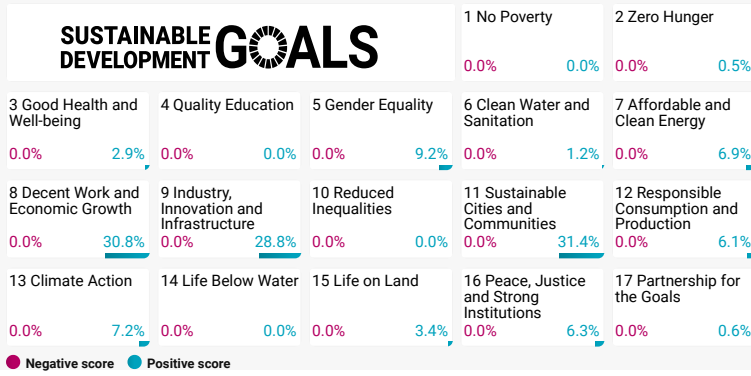 SUSTAINABLE
DEVELOPMENT
GOALS
1 No Poverty
0.0% 0.0%
2 Zero Hunger
0.0% 0.5%
3 Good Health and
Well-being
0.0% 2.9%
4 Quality Education
0.0% 0.0%
5 Gender Equality
0.0% 9.2%
6 Clean Water and
Sanitation
0.0% 1.2%
7 Affordable and
Clean Energy
0.0% 6.9%
8 Decent Work and
Economic Growth
0.0% 30.8%
9 Industry,
Innovation and
Infrastructure
0.0% 28.8%
10 Reduced
Inequalities
0.0% 0.0%
11 Sustainable
Cities and
Communities
0.0% 31.4%
12 Responsible
Consumption and
Production
0.0% 6.1%
13 Climate Action
0.0% 7.2%
14 Life Below Water
0.0% 0.0%
15 Life on Land
0.0% 3.4%
16 Peace, Justice
and Strong
Institutions
0.0% 6.3%
17 Partnership for
the Goals
0.0% 0.6%
Negative score Positive score